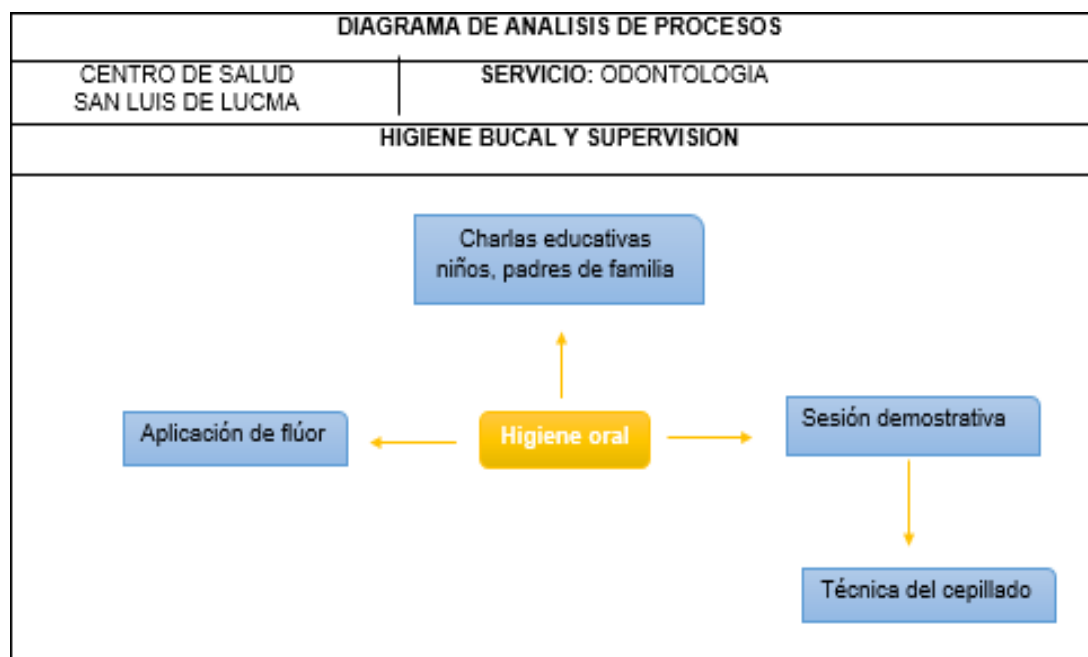 DIAGRAMA DE ANALISIS DE PROCESOS
CENTRO DE SALUD
SAN LUIS DE LUCMA
SERVICIO: ODONTOLOGIA
HIGIENE BUCAL Y SUPERVISION
Charlas educativas
niños, padres de familia
Aplicación de flúor
Higiene oral
Sesión demostrativa
Técnica del cepillado